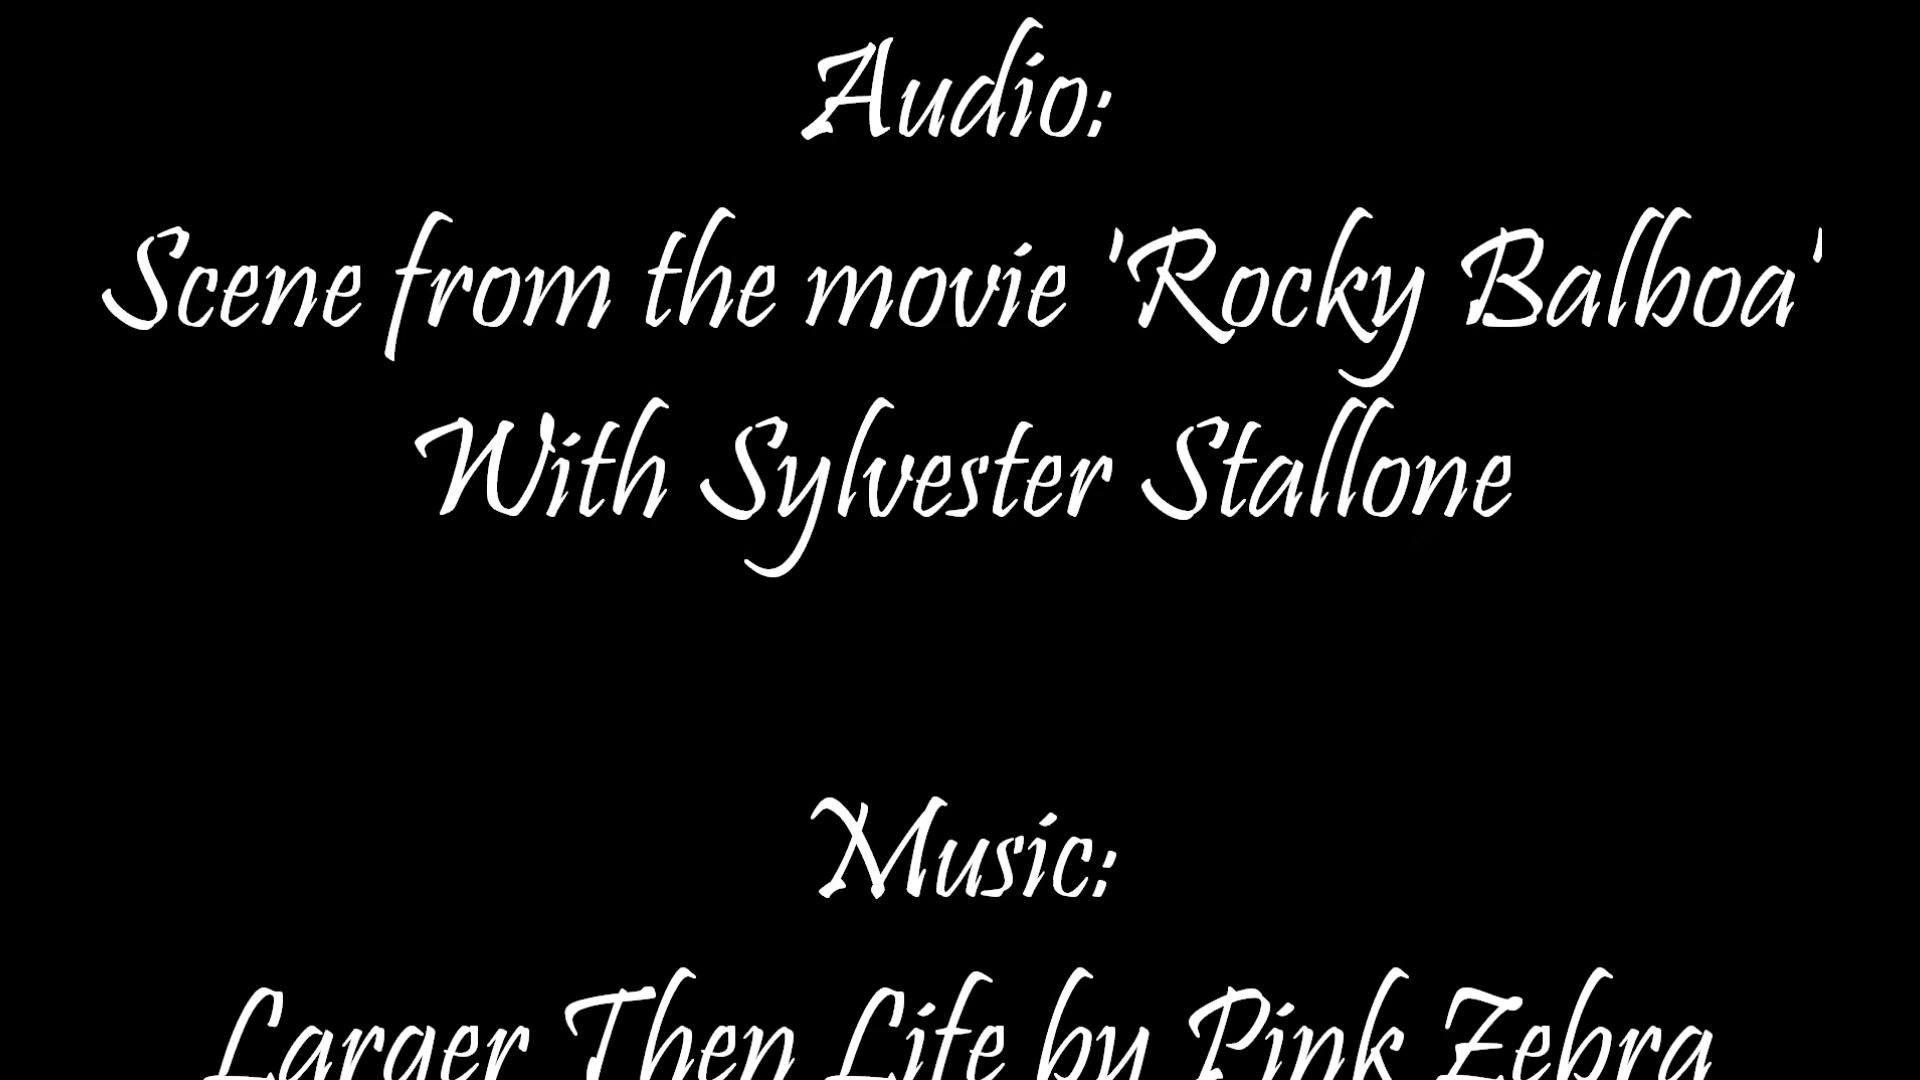 Audio:
Scene from the movie 'Rocky Balboa'
With Sylvester Stallone
Music:
Larger Then Life by Pink Zebra